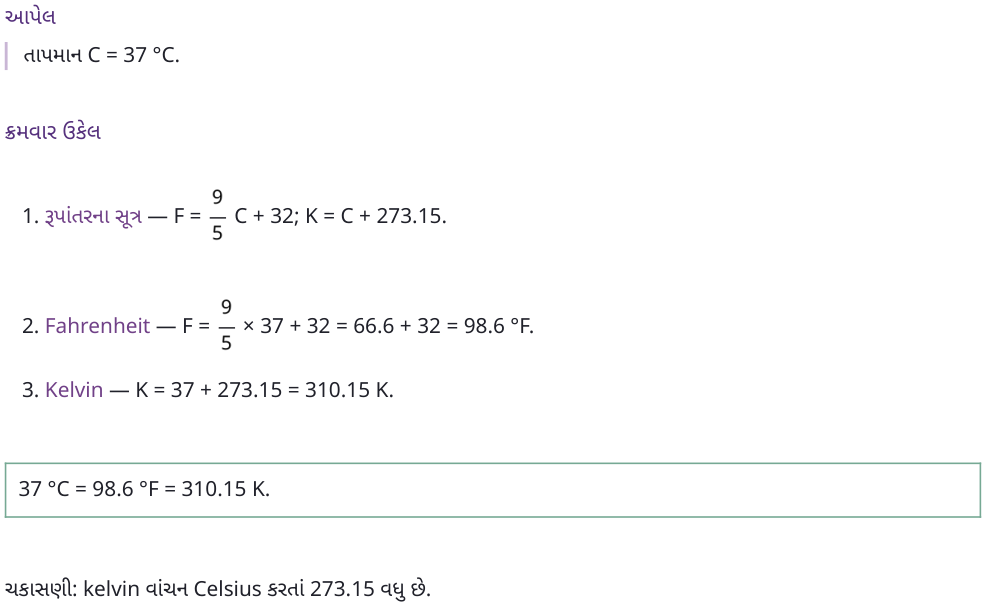 આપેલ
તાપમાન C = 37 °C.
ક્રમવાર ઉકેલ
1. રૂપાંતરના સૂત્ર — F = 9/5 C + 32; K = C + 273.15.
2. Fahrenheit — F = 9/5 × 37 + 32 = 66.6 + 32 = 98.6 °F.
3. Kelvin — K = 37 + 273.15 = 310.15 K.
37 °C = 98.6 °F = 310.15 K.
ચકાસણી: kelvin વાંચન Celsius કરતાં 273.15 વધુ છે.